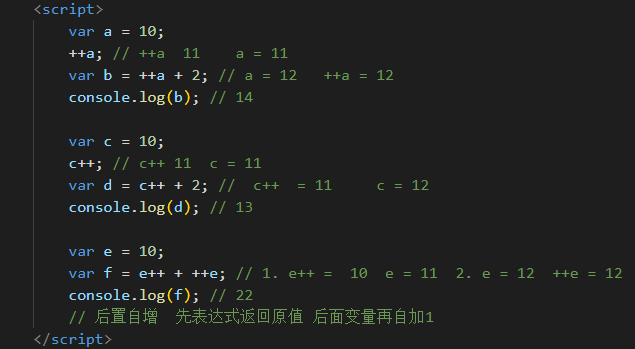 <script>
var a = 10;
++a; // ++a  11    a = 11
var b = ++a + 2; // a = 12   ++a = 12
console.log(b); // 14
var c = 10;
c++; // c++ 11  c = 11
var d = c++ + 2; //  c++  = 11     c = 12
console.log(d); // 13
var e = 10;
var f = e++ + ++e; // 1. e++ =  10  e = 11  2. e = 12  ++e = 12
console.log(f); // 22
// 后置自增  先表达式返回原值 后面变量再自加1
</script>